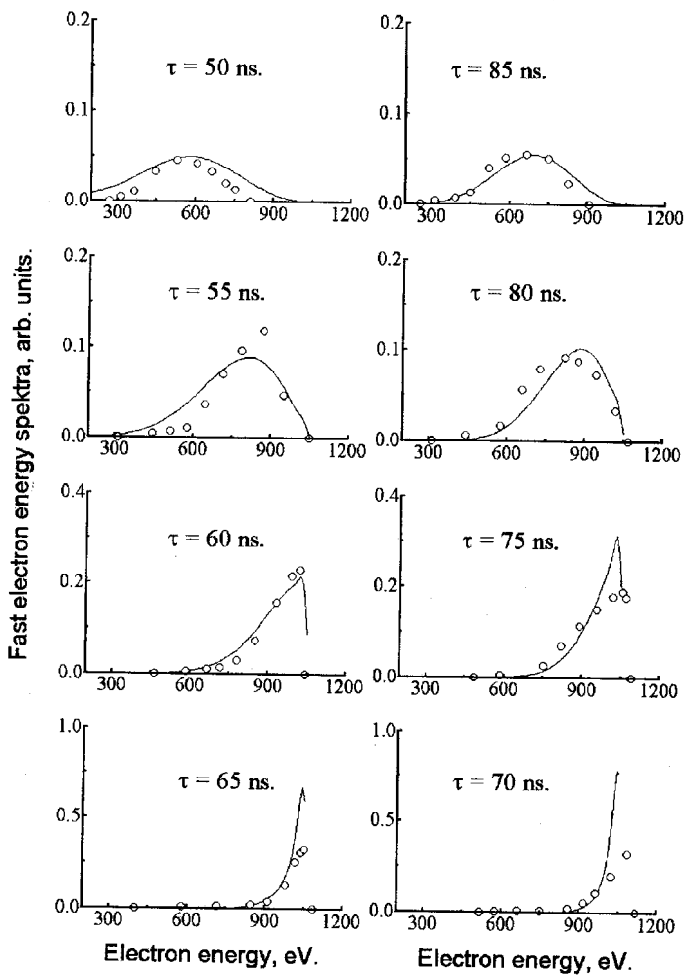 Fast electron energy spektra, arb. units.
0.2
τ = 50 ns.
0.1
0.0
300 600 900 1200
0.2
τ = 85 ns.
0.1
0.0
300 600 900 1200
0.2
τ = 55 ns.
0.1
0.0
300 600 900 1200
0.2
τ = 80 ns.
0.1
0.0
300 600 900 1200
0.4
τ = 60 ns.
0.2
0.0
300 600 900 1200
0.4
τ = 75 ns.
0.2
0.0
300 600 900 1200
1.0
τ = 65 ns.
0.5
0.0
300 600 900 1200
Electron energy, eV.
1.0
τ = 70 ns.
0.5
0.0
300 600 900 1200
Electron energy, eV.